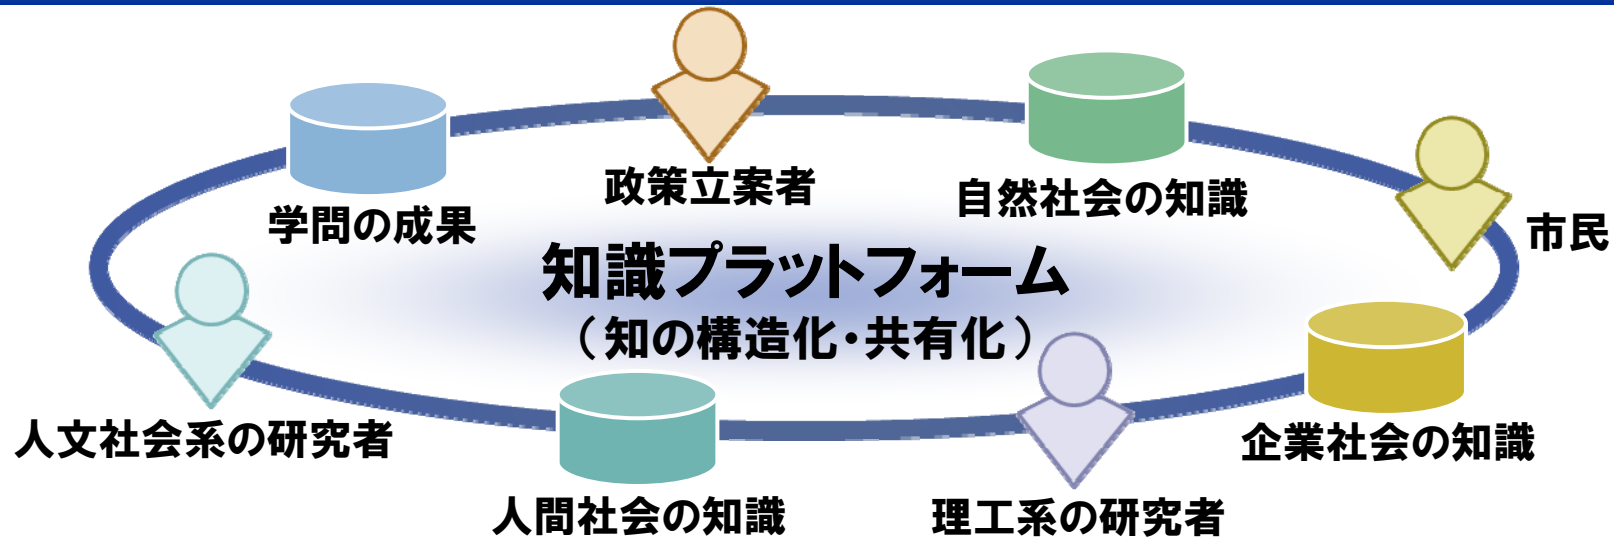 政策立案者
自然社会の知識
学問の成果
市民
知識プラットフォーム
（知の構造化・共有化）
人文社会系の研究者
企業社会の知識
人間社会の知識
理工系の研究者